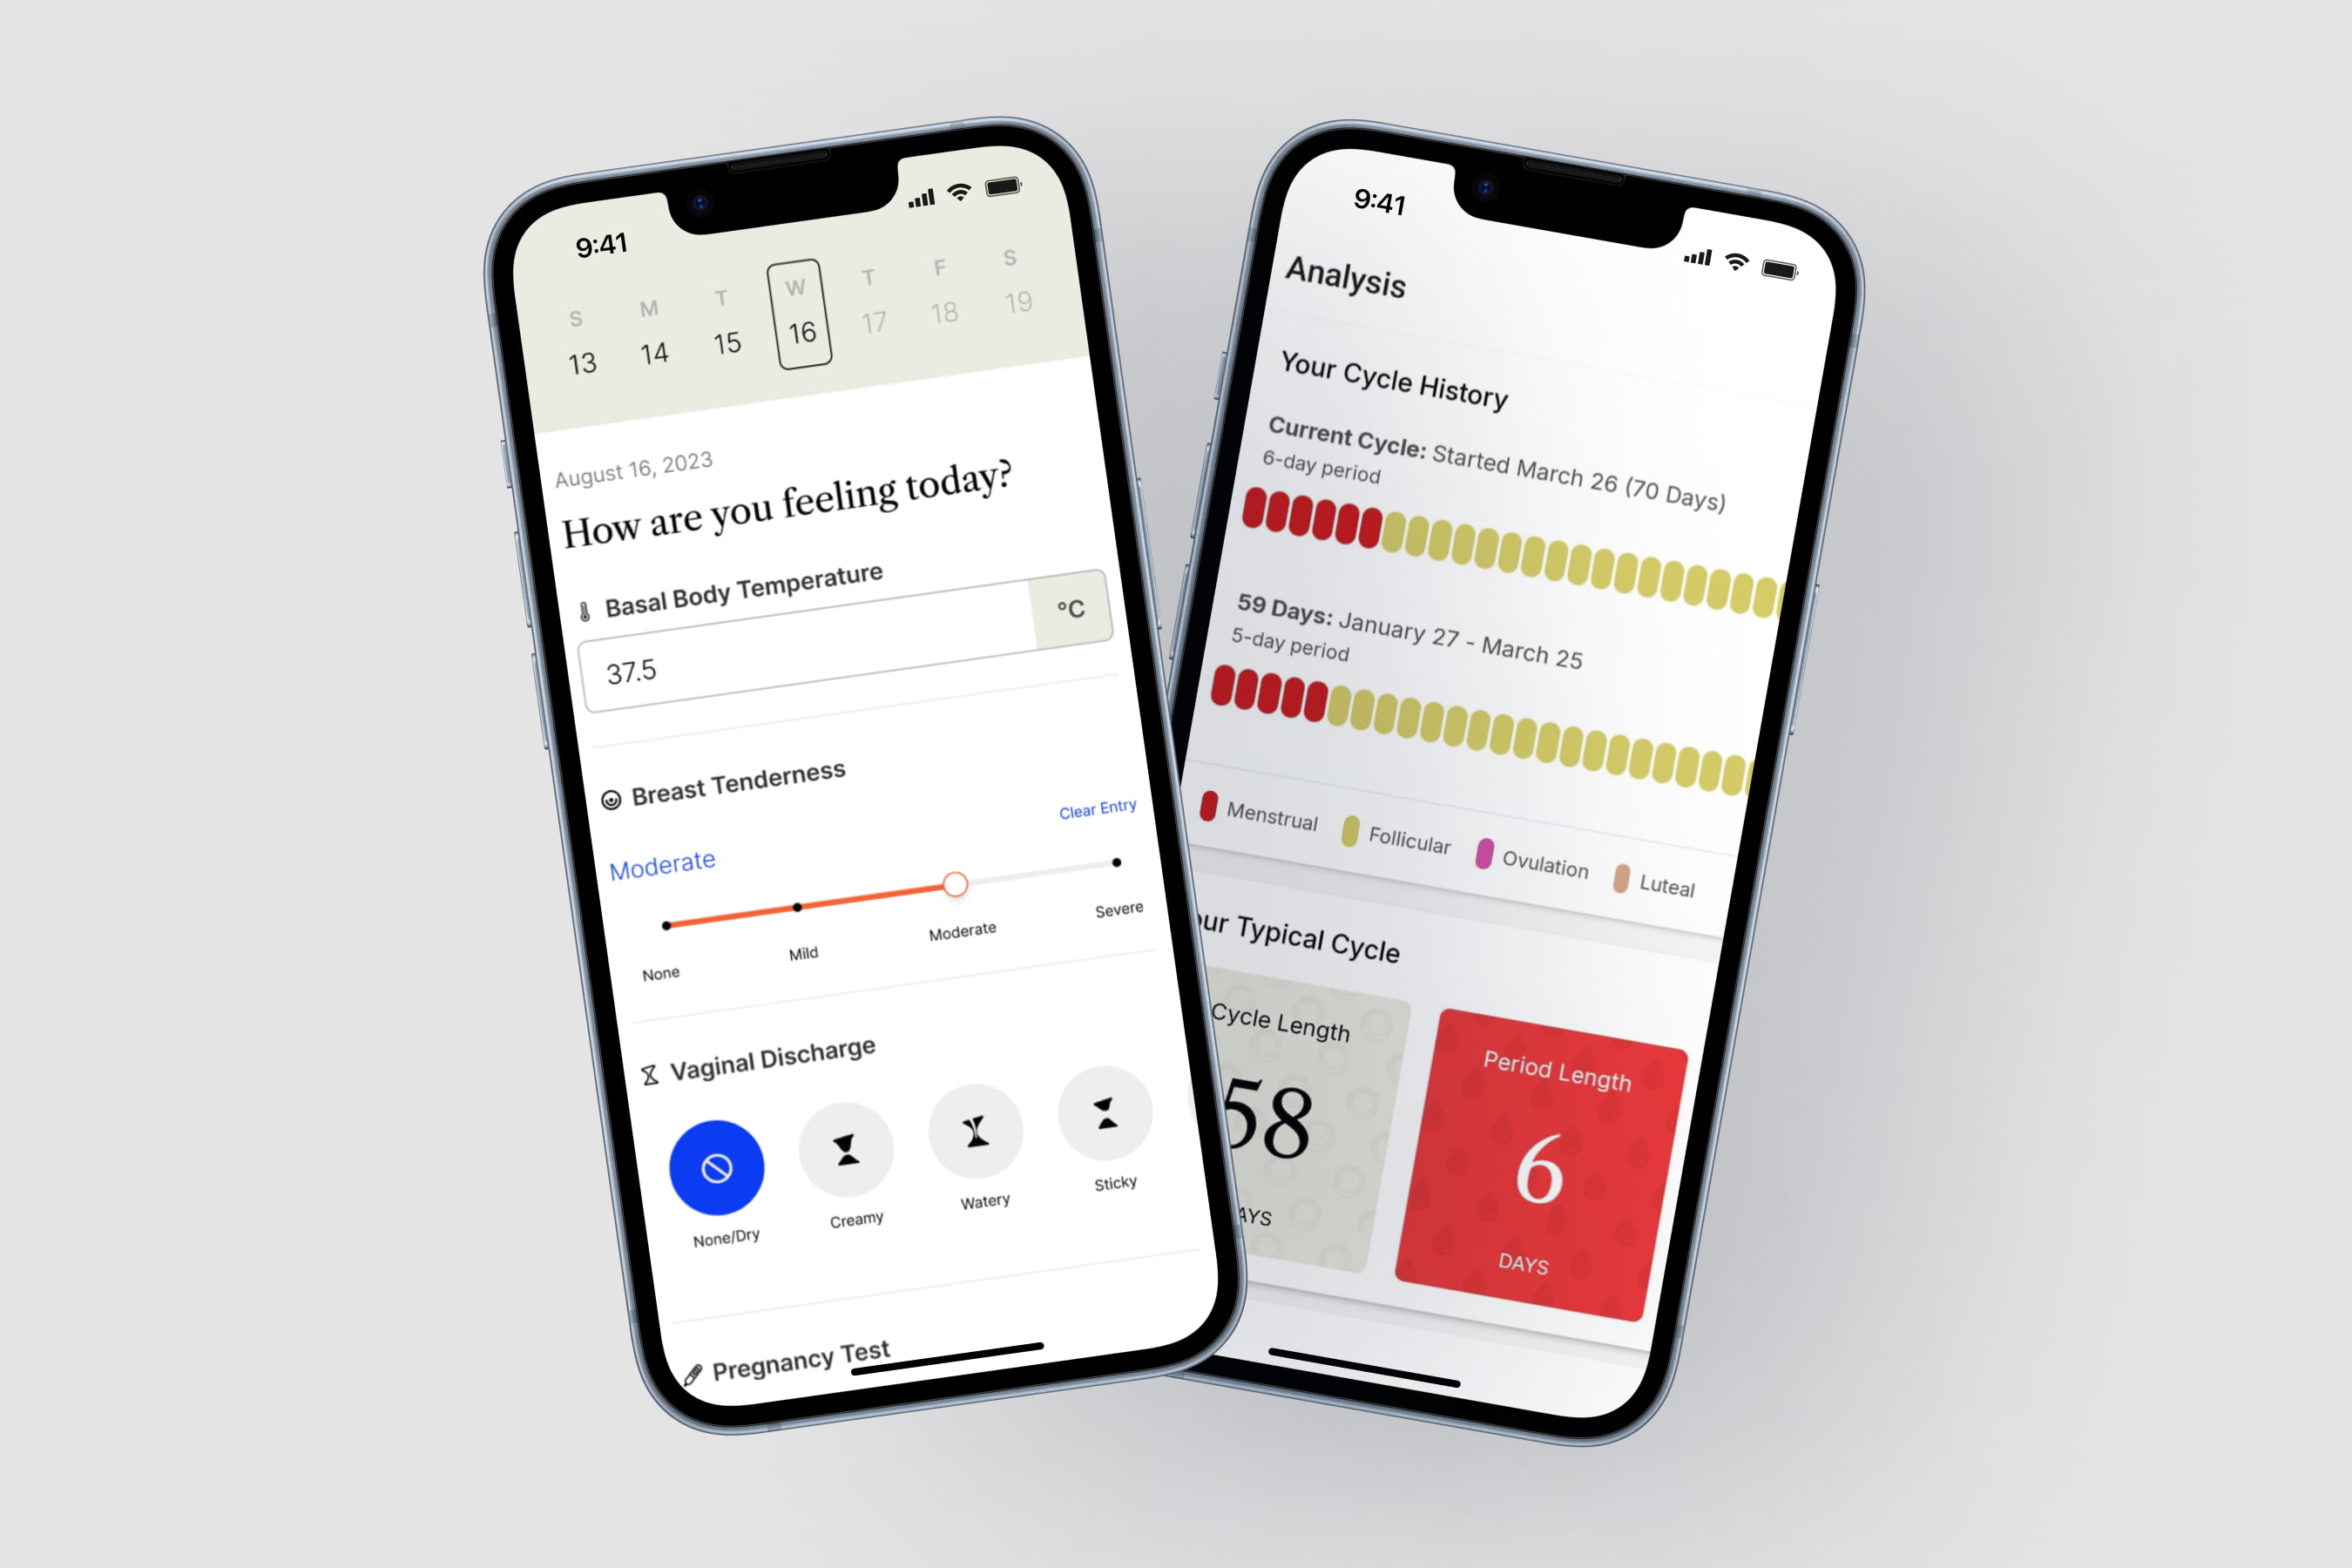 9:41
S M T W T F S
13 14 15 16 17 18 19
August 16, 2023
How are you feeling today?
Basal Body Temperature
37.5 °C
Breast Tenderness
Clear Entry
Moderate
None Mild Moderate Severe
Vaginal Discharge
None/Dry Creamy Watery Sticky
Pregnancy Test
9:41
Analysis
Your Cycle History
Current Cycle: Started March 26 (70 Days)
6-day period
59 Days: January 27 - March 25
5-day period
Menstrual Follicular Ovulation Luteal
our Typical Cycle
Cycle Length
58
AYS
Period Length
6
DAYS